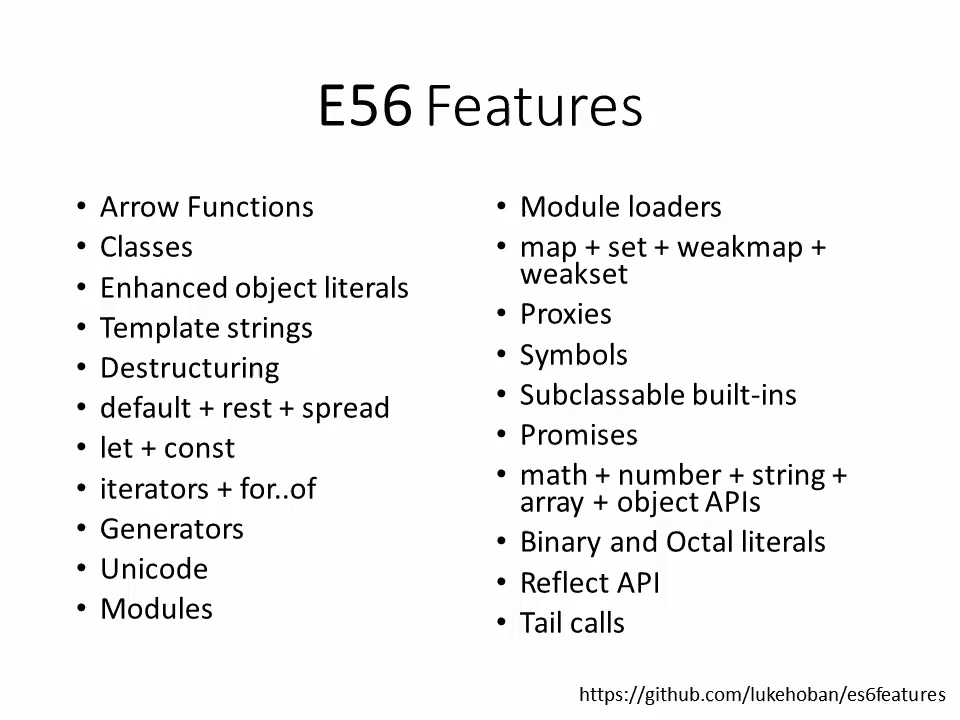 E56 Features
• Arrow Functions
• Classes
• Enhanced object literals
• Template strings
• Destructuring
• default + rest + spread
• let + const
• iterators + for..of
• Generators
• Unicode
• Modules
• Module loaders
• map + set + weakmap +
weakset
• Proxies
• Symbols
• Subclassable built-ins
• Promises
• math + number + string +
array + object APIs
• Binary and Octal literals
• Reflect API
• Tail calls
https://github.com/lukehoban/es6features